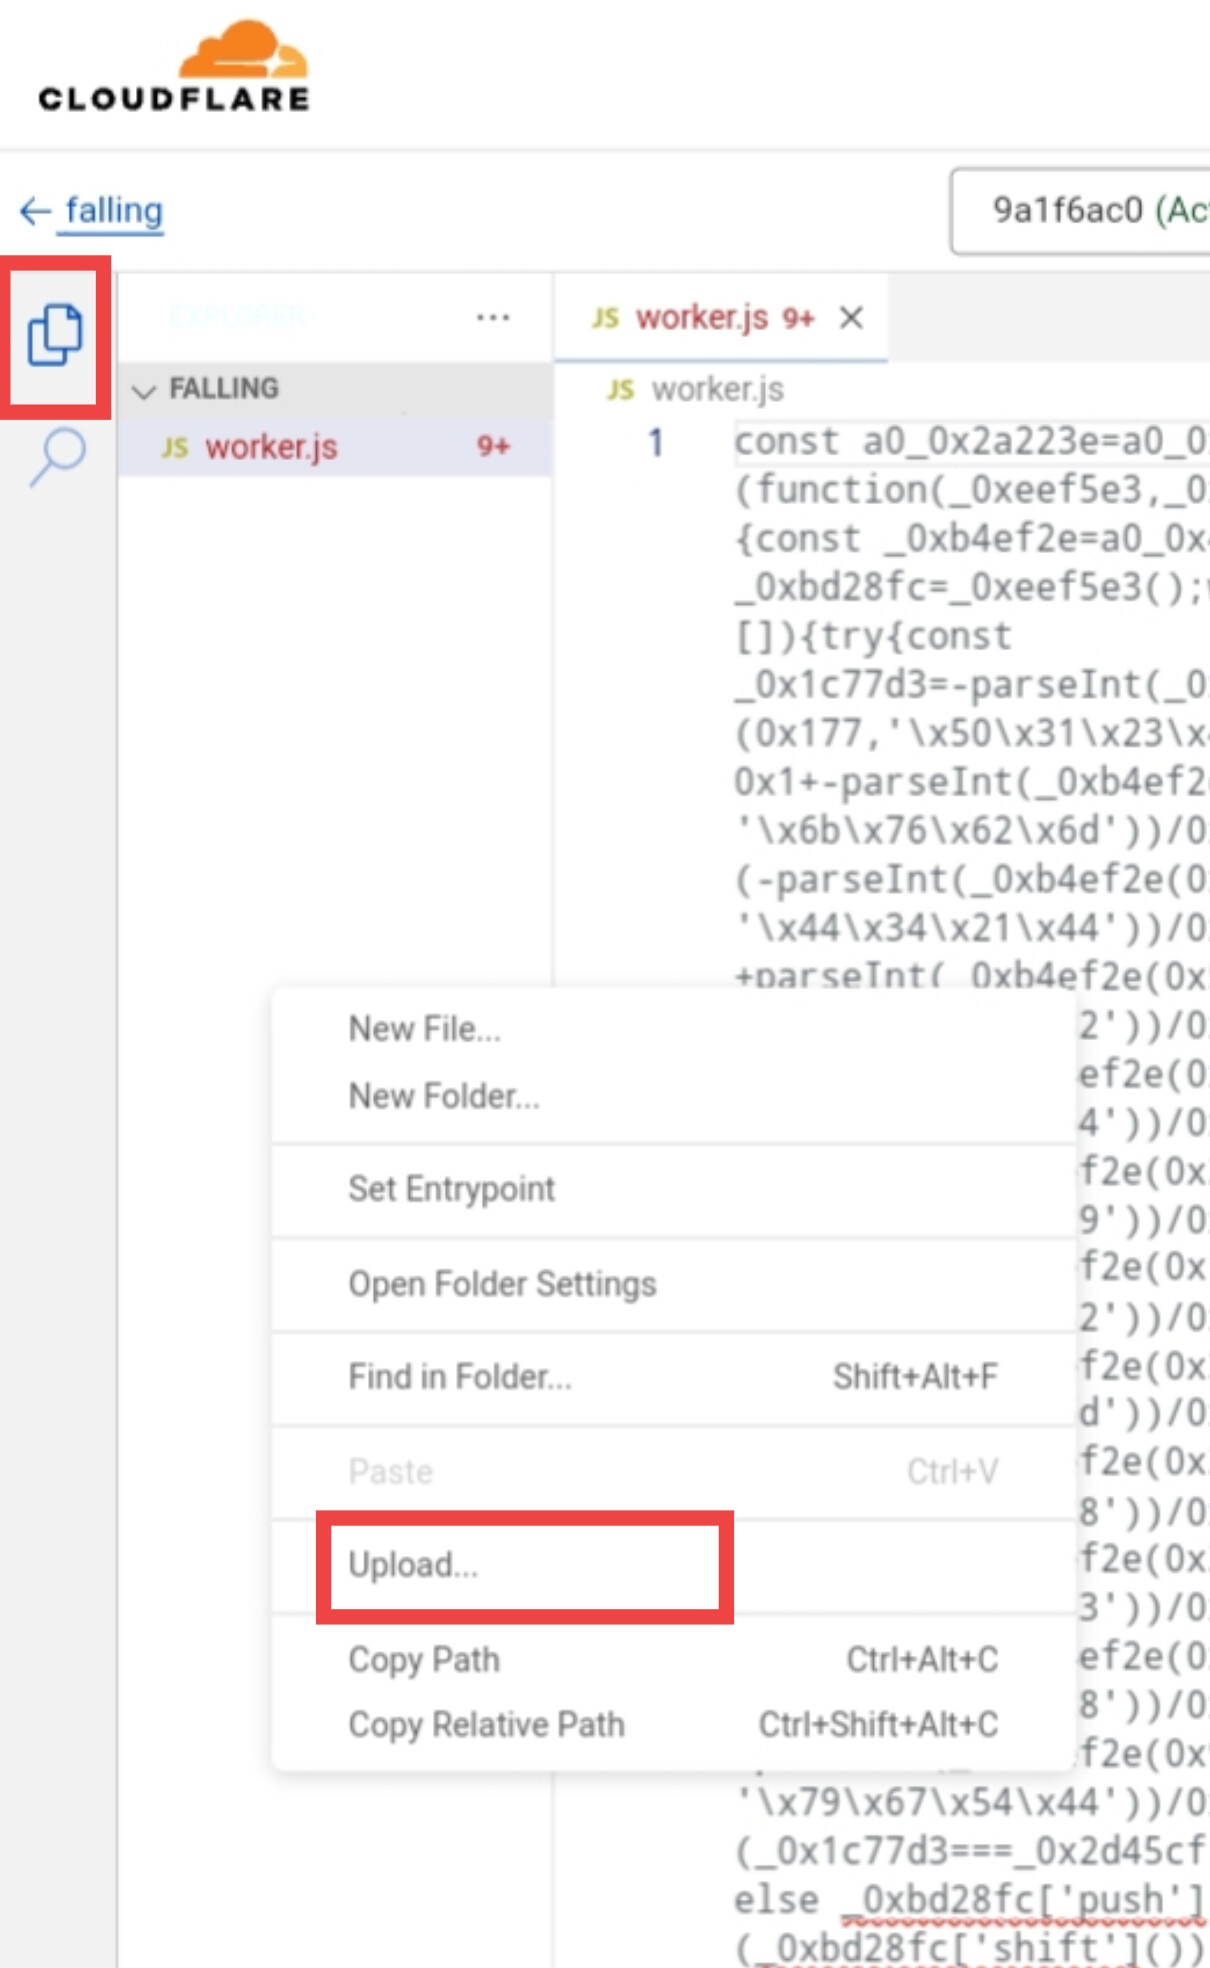 CLOUDFLARE
← falling
9a1f6ac0 (Ac
EXPLORER
...
JS worker.js 9+ ×
FALLING
JS worker.js
JS worker.js 9+
1 const a0_0x2a223e=a0_0
(function(_0xeef5e3,_0
{const _0xb4ef2e=a0_0x
_0xbd28fc=_0xeef5e3();
[]){try{const
_0x1c77d3=-parseInt(_0
(0x177,'\x50\x31\x23\x
0x1+-parseInt(_0xb4ef2
'\x6b\x76\x62\x6d'))/0
(-parseInt(_0xb4ef2e(0
'\x44\x34\x21\x44'))/0
+parseInt(_0xb4ef2e(0x
New File...
2'))/0
New Folder...
ef2e(0
4'))/0
Set Entrypoint
f2e(0x
9'))/0
Open Folder Settings
f2e(0x
2'))/0
Find in Folder... Shift+Alt+F
f2e(0x
d'))/0
Paste Ctrl+V
f2e(0x
8'))/0
Upload...
f2e(0x
3'))/0
Copy Path Ctrl+Alt+C
ef2e(0
8'))/0
Copy Relative Path Ctrl+Shift+Alt+C
f2e(0x
'\x79\x67\x54\x44'))/0
(_0x1c77d3===_0x2d45cf
else _0xbd28fc['push']
(_0xbd28fc['shift']())